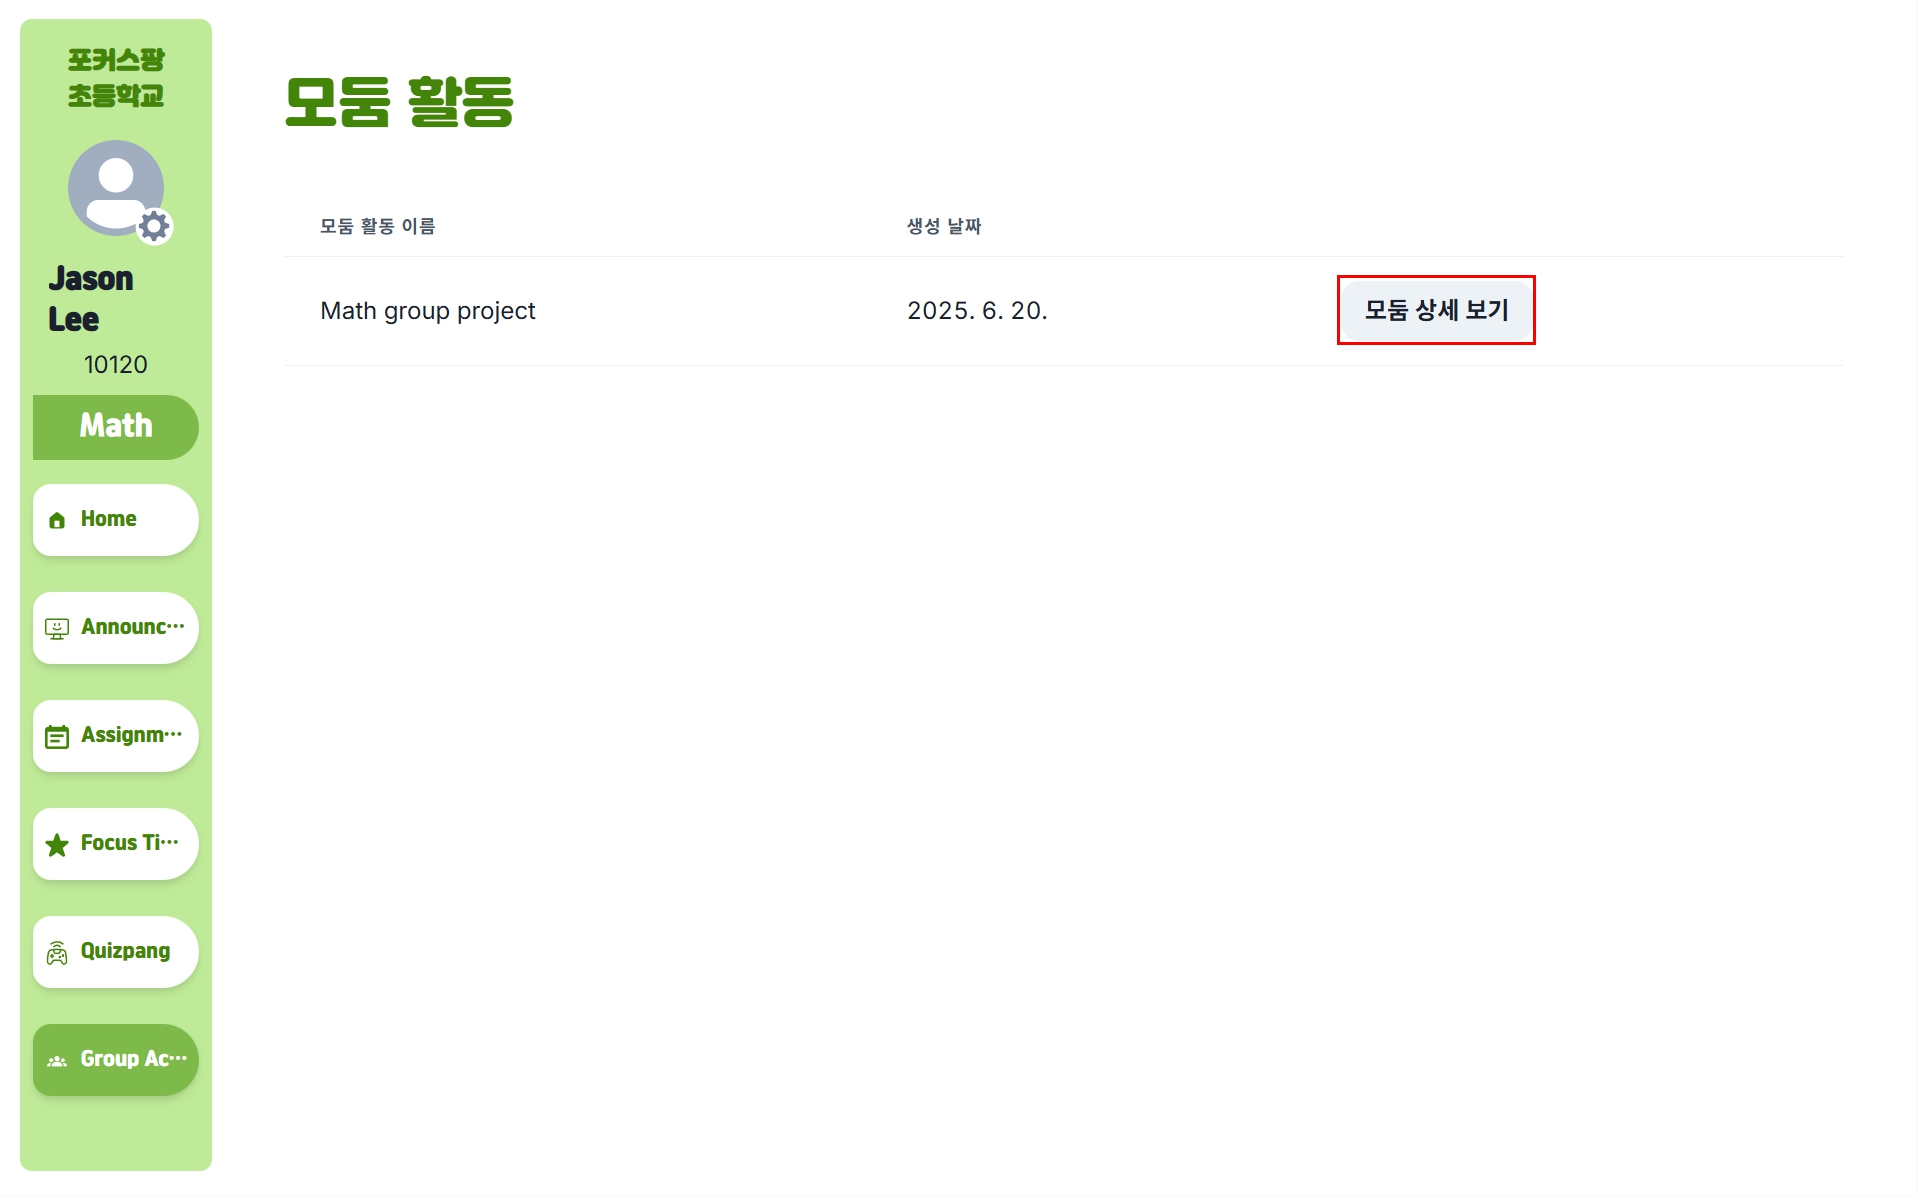 포커스팡
초등학교
Jason
Lee
10120
Math
Home
Announc···
Assignm···
Focus Ti···
Quizpang
Group Ac···
모둠 활동
모둠 활동 이름 생성 날짜
Math group project 2025. 6. 20. 모둠 상세 보기